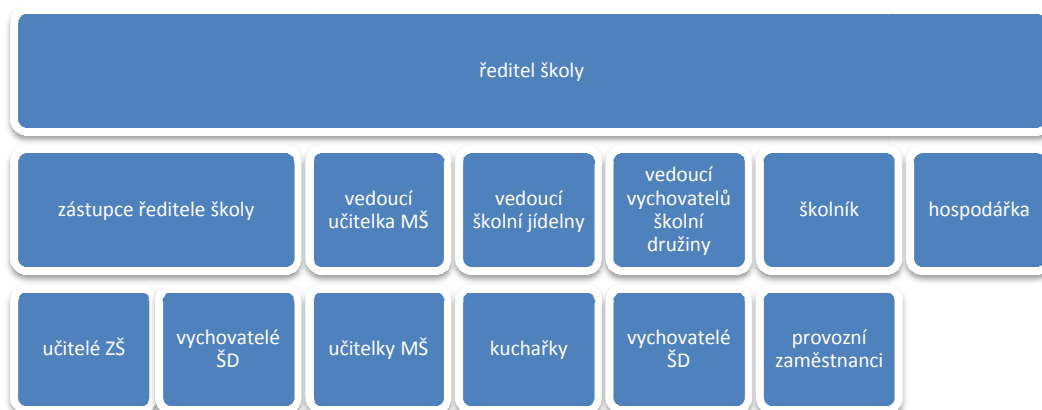 ředitel školy
zástupce ředitele školy
vedoucí
učitelka MŠ
vedoucí
školní jídelny
vedoucí
vychovatelů
školní
družiny
školník
hospodářka
učitelé ZŠ
vychovatelé
ŠD
učitelky MŠ
kuchařky
vychovatelé
ŠD
provozní
zaměstnanci